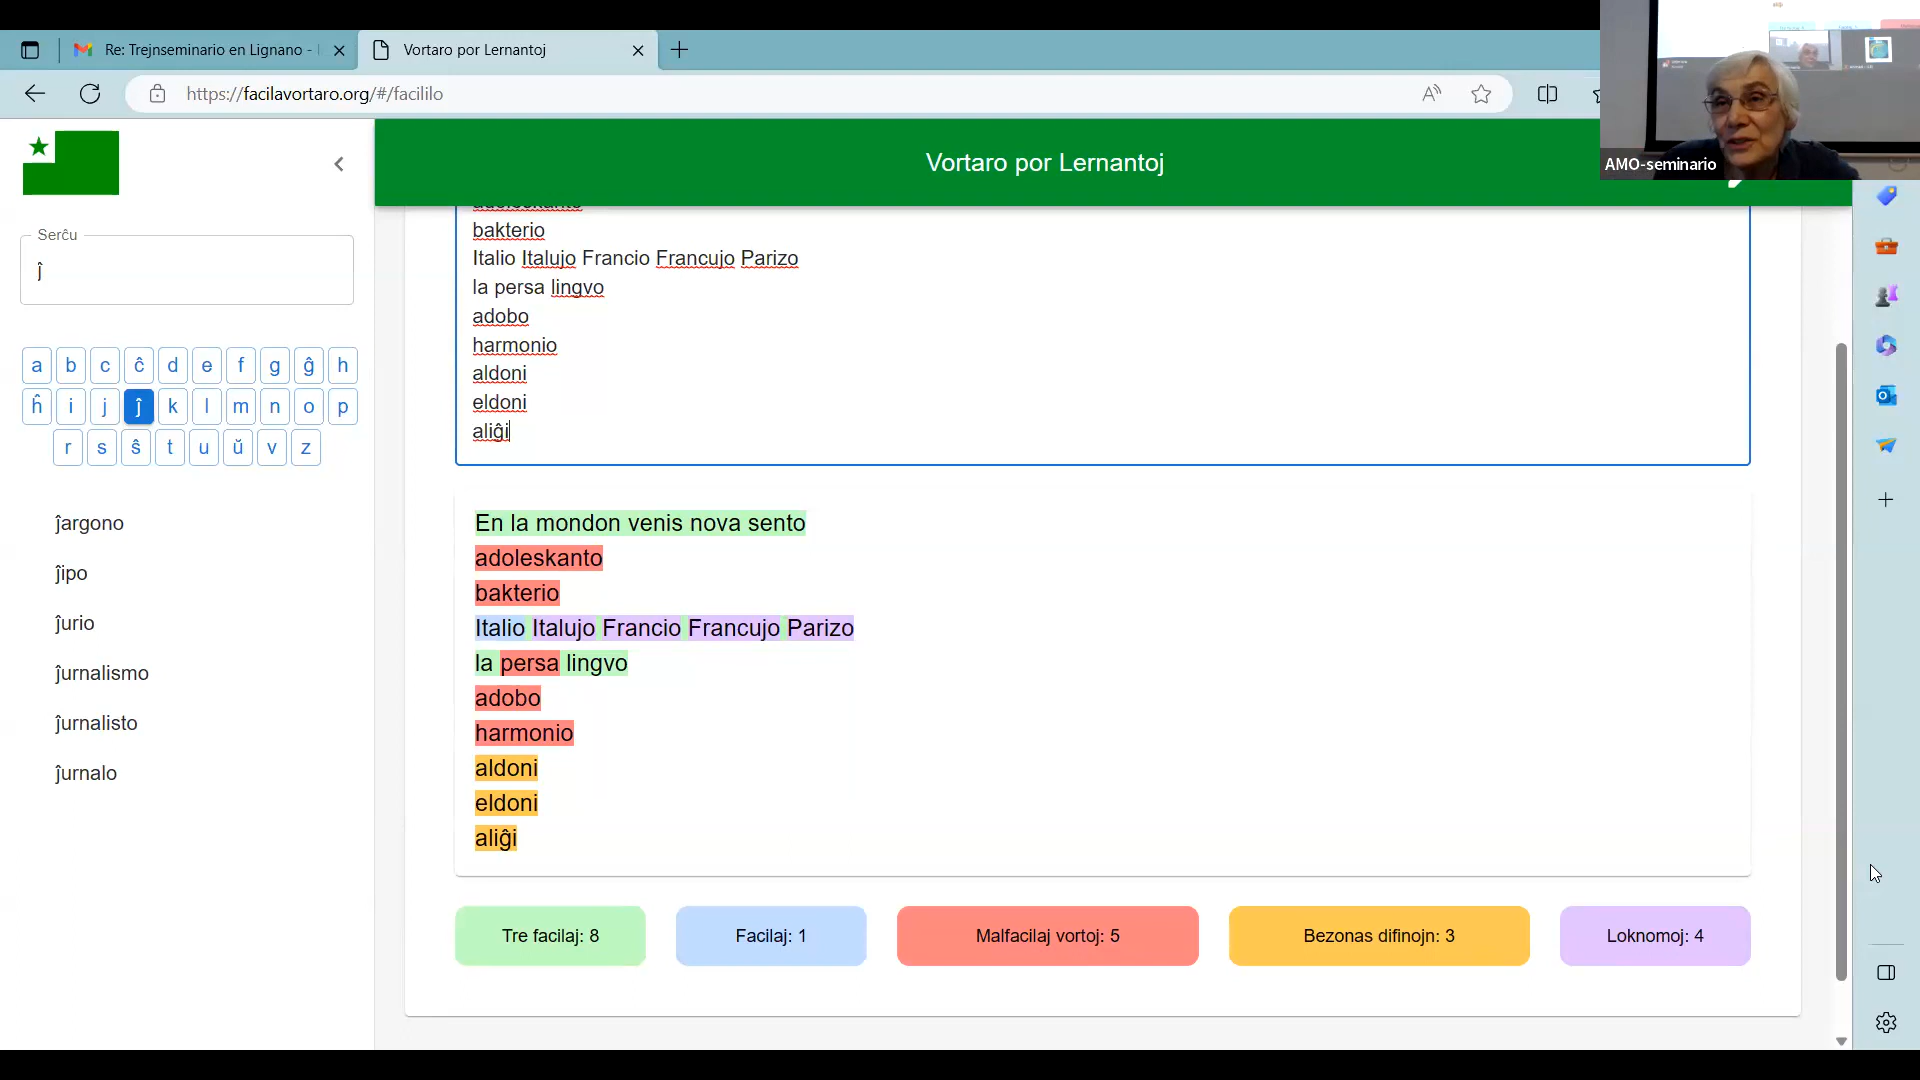 Re: Trejnseminario en Lignano -
Vortaro por Lernantoj
https://facilavortaro.org/#/facililo
AMO-seminario
Vortaro por Lernantoj
Serĉu
ĵ
a b c ĉ d e f g ĝ h
ĥ i j ĵ k l m n o p
r s ŝ t u ŭ v z
ĵargono
ĵipo
ĵurio
ĵurnalismo
ĵurnalisto
ĵurnalo
adoleskanto
bakterio
Italio Italujo Francio Francujo Parizo
la persa lingvo
adobo
harmonio
aldoni
eldoni
aliĝi
En la mondon venis nova sento
adoleskanto
bakterio
Italio Italujo Francio Francujo Parizo
la persa lingvo
adobo
harmonio
aldoni
eldoni
aliĝi
Tre facilaj: 8
Facilaj: 1
Malfacilaj vortoj: 5
Bezonas difinojn: 3
Loknomoj: 4